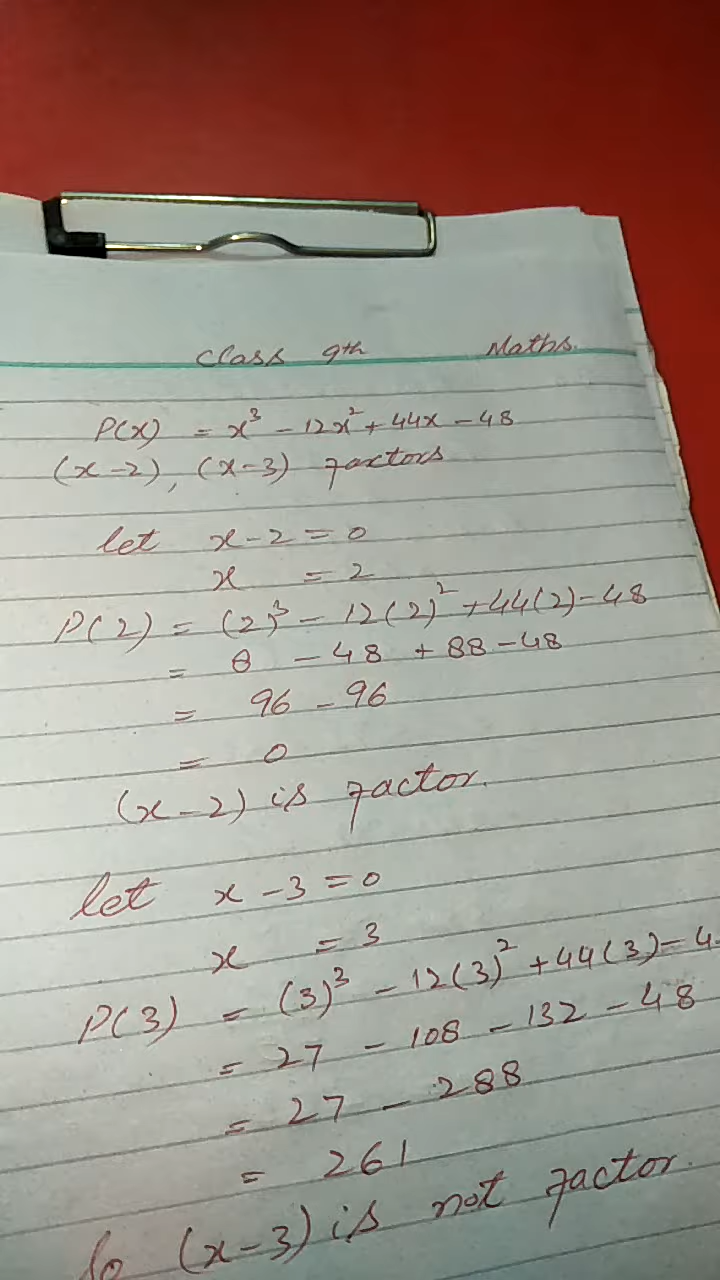 Class 9th Maths.
P(x) = x³ - 12x² + 44x - 48
(x-2), (x-3) factors
let x-2 = 0
x = 2
P(2) = (2)³ - 12(2)² + 44(2) - 48
= 8 - 48 + 88 - 48
= 96 - 96
= 0
(x-2) is factor.
let x - 3 = 0
x = 3
P(3) = (3)³ - 12(3)² + 44(3) - 4
= 27 - 108 - 132 - 48
= 27 - 288
= 261
So (x-3) is not factor.